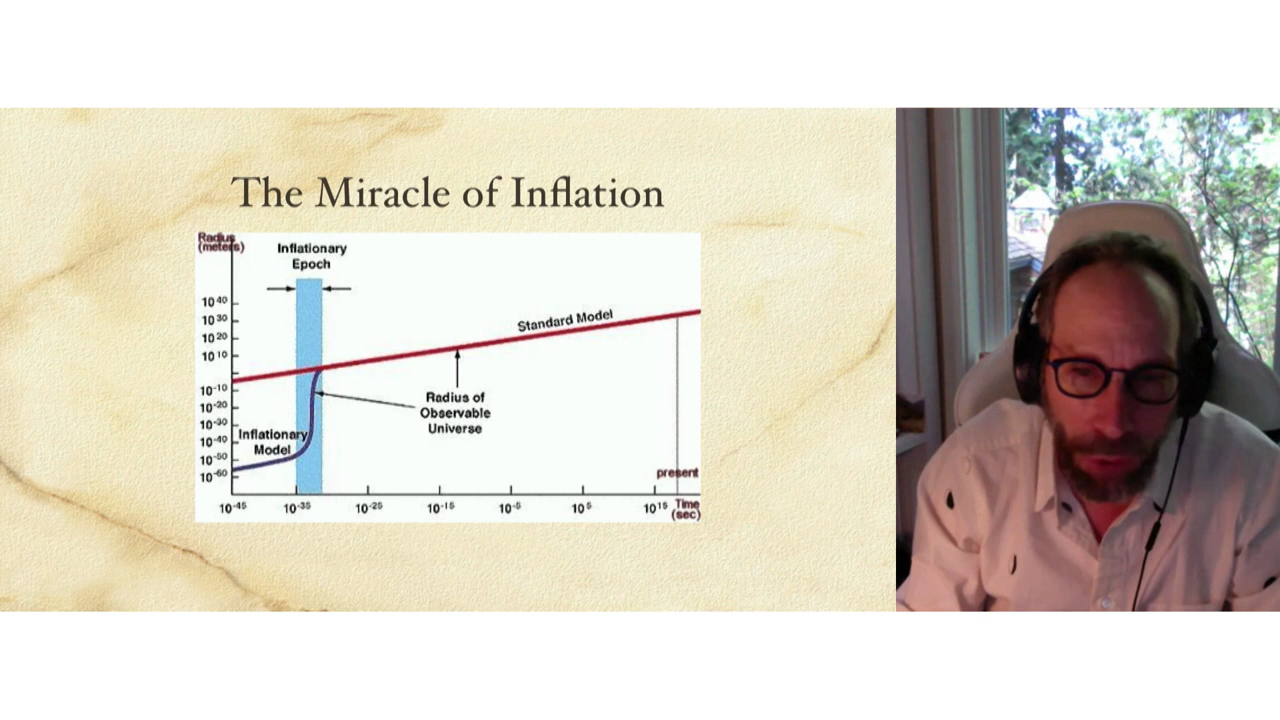 The Miracle of Inflation
Radius
(meters)
Inflationary
Epoch
10⁴⁰
10³⁰
10²⁰
10¹⁰
10⁻¹⁰
10⁻²⁰
10⁻³⁰
10⁻⁴⁰
10⁻⁵⁰
10⁻⁶⁰
Standard Model
Radius of
Observable
Universe
Inflationary
Model
present
10⁻⁴⁵
10⁻³⁵
10⁻²⁵
10⁻¹⁵
10⁻⁵
10⁵
10¹⁵
Time
(sec)